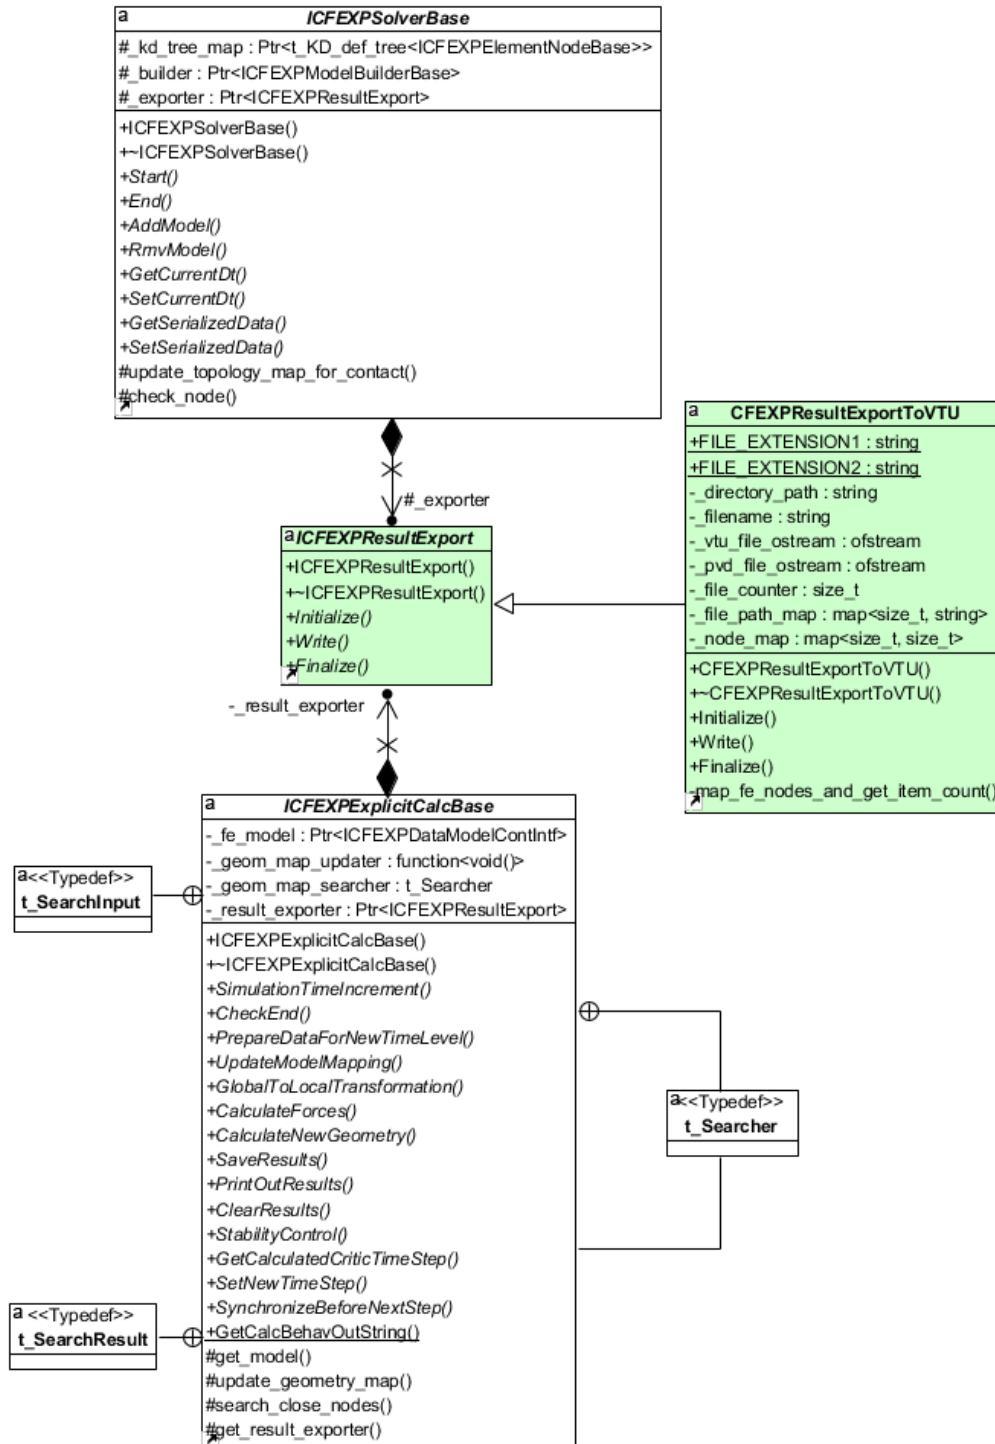 a
ICFEXPSolverBase
#_kd_tree_map : Ptr<t_KD_def_tree<ICFEXPElementNodeBase>>
#_builder : Ptr<ICFEXPModelBuilderBase>
#_exporter : Ptr<ICFEXPResultExport>
+ICFEXPSolverBase()
+~ICFEXPSolverBase()
+Start()
+End()
+AddModel()
+RmvModel()
+GetCurrentDt()
+SetCurrentDt()
+GetSerializedData()
+SetSerializedData()
#update_topology_map_for_contact()
#check_node()
#_exporter
a
CFEXPResultExportToVTU
+FILE_EXTENSION1 : string
+FILE_EXTENSION2 : string
-_directory_path : string
-_filename : string
-_vtu_file_ostream : ofstream
-_pvd_file_ostream : ofstream
-_file_counter : size_t
-_file_path_map : map<size_t, string>
-_node_map : map<size_t, size_t>
+CFEXPResultExportToVTU()
+~CFEXPResultExportToVTU()
+Initialize()
+Write()
+Finalize()
-map_fe_nodes_and_get_item_count()
a
ICFEXPResultExport
+ICFEXPResultExport()
+~ICFEXPResultExport()
+Initialize()
+Write()
+Finalize()
-_result_exporter
a
ICFEXPExplicitCalcBase
-_fe_model : Ptr<ICFEXPDataModelContIntf>
-_geom_map_updater : function<void()>
-_geom_map_searcher : t_Searcher
-_result_exporter : Ptr<ICFEXPResultExport>
+ICFEXPExplicitCalcBase()
+~ICFEXPExplicitCalcBase()
+SimulationTimeIncrement()
+CheckEnd()
+PrepareDataForNewTimeLevel()
+UpdateModelMapping()
+GlobalToLocalTransformation()
+CalculateForces()
+CalculateNewGeometry()
+SaveResults()
+PrintOutResults()
+ClearResults()
+StabilityControl()
+GetCalculatedCriticTimeStep()
+SetNewTimeStep()
+SynchronizeBeforeNextStep()
+GetCalcBehavOutString()
#get_model()
#update_geometry_map()
#search_close_nodes()
#get_result_exporter()
a
<<Typedef>>
t_SearchInput
a
<<Typedef>>
t_Searcher
a
<<Typedef>>
t_SearchResult